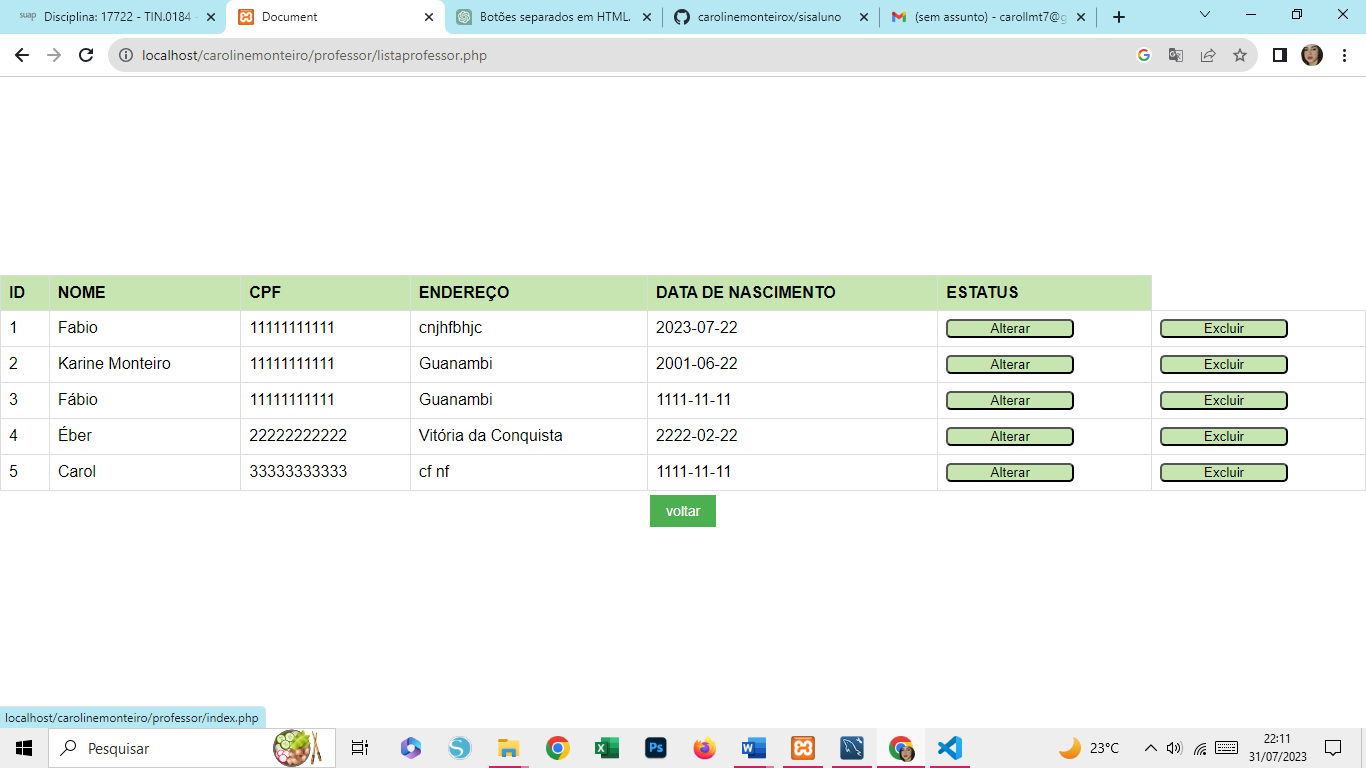 suap Disciplina: 17722 - TIN.0184 Document Botões separados em HTML. carolinemonteirox/sisaluno (sem assunto) - carollmt7@g
localhost/carolinemonteiro/professor/listaprofessor.php
ID NOME CPF ENDEREÇO DATA DE NASCIMENTO ESTATUS
1 Fabio 11111111111 cnjhfbhjc 2023-07-22 Alterar Excluir
2 Karine Monteiro 11111111111 Guanambi 2001-06-22 Alterar Excluir
3 Fábio 11111111111 Guanambi 1111-11-11 Alterar Excluir
4 Éber 22222222222 Vitória da Conquista 2222-02-22 Alterar Excluir
5 Carol 33333333333 cf nf 1111-11-11 Alterar Excluir
voltar
localhost/carolinemonteiro/professor/index.php
Pesquisar 23°C 22:11
31/07/2023